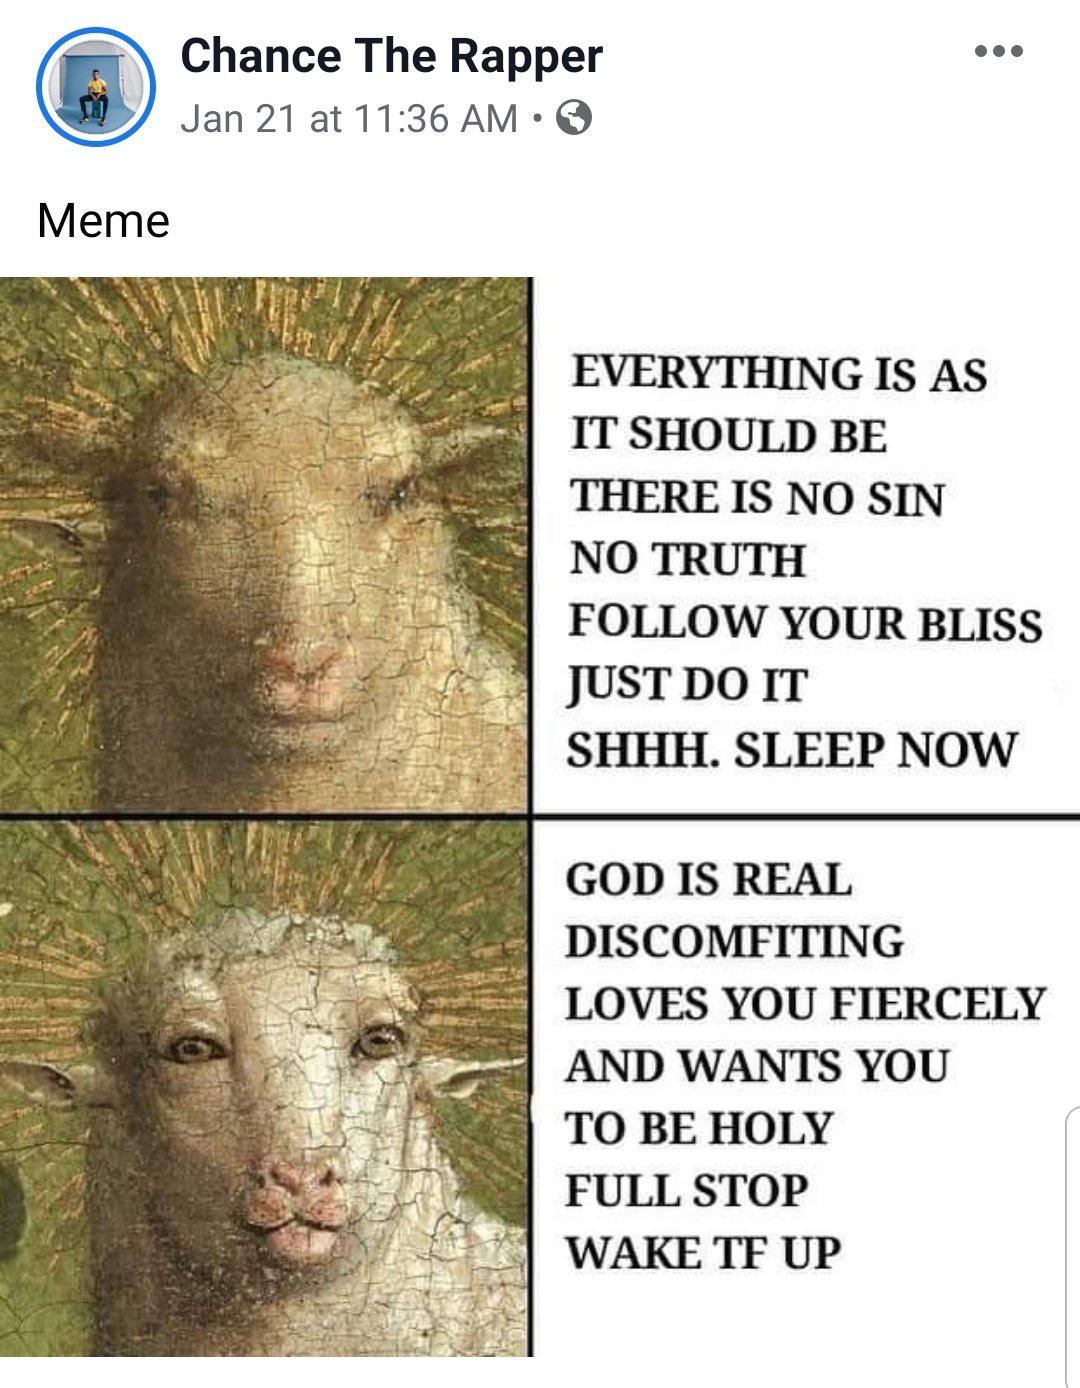 Chance The Rapper
Jan 21 at 11:36 AM •
Meme
EVERYTHING IS AS
IT SHOULD BE
THERE IS NO SIN
NO TRUTH
FOLLOW YOUR BLISS
JUST DO IT
SHHH. SLEEP NOW
GOD IS REAL
DISCOMFITING
LOVES YOU FIERCELY
AND WANTS YOU
TO BE HOLY
FULL STOP
WAKE TF UP